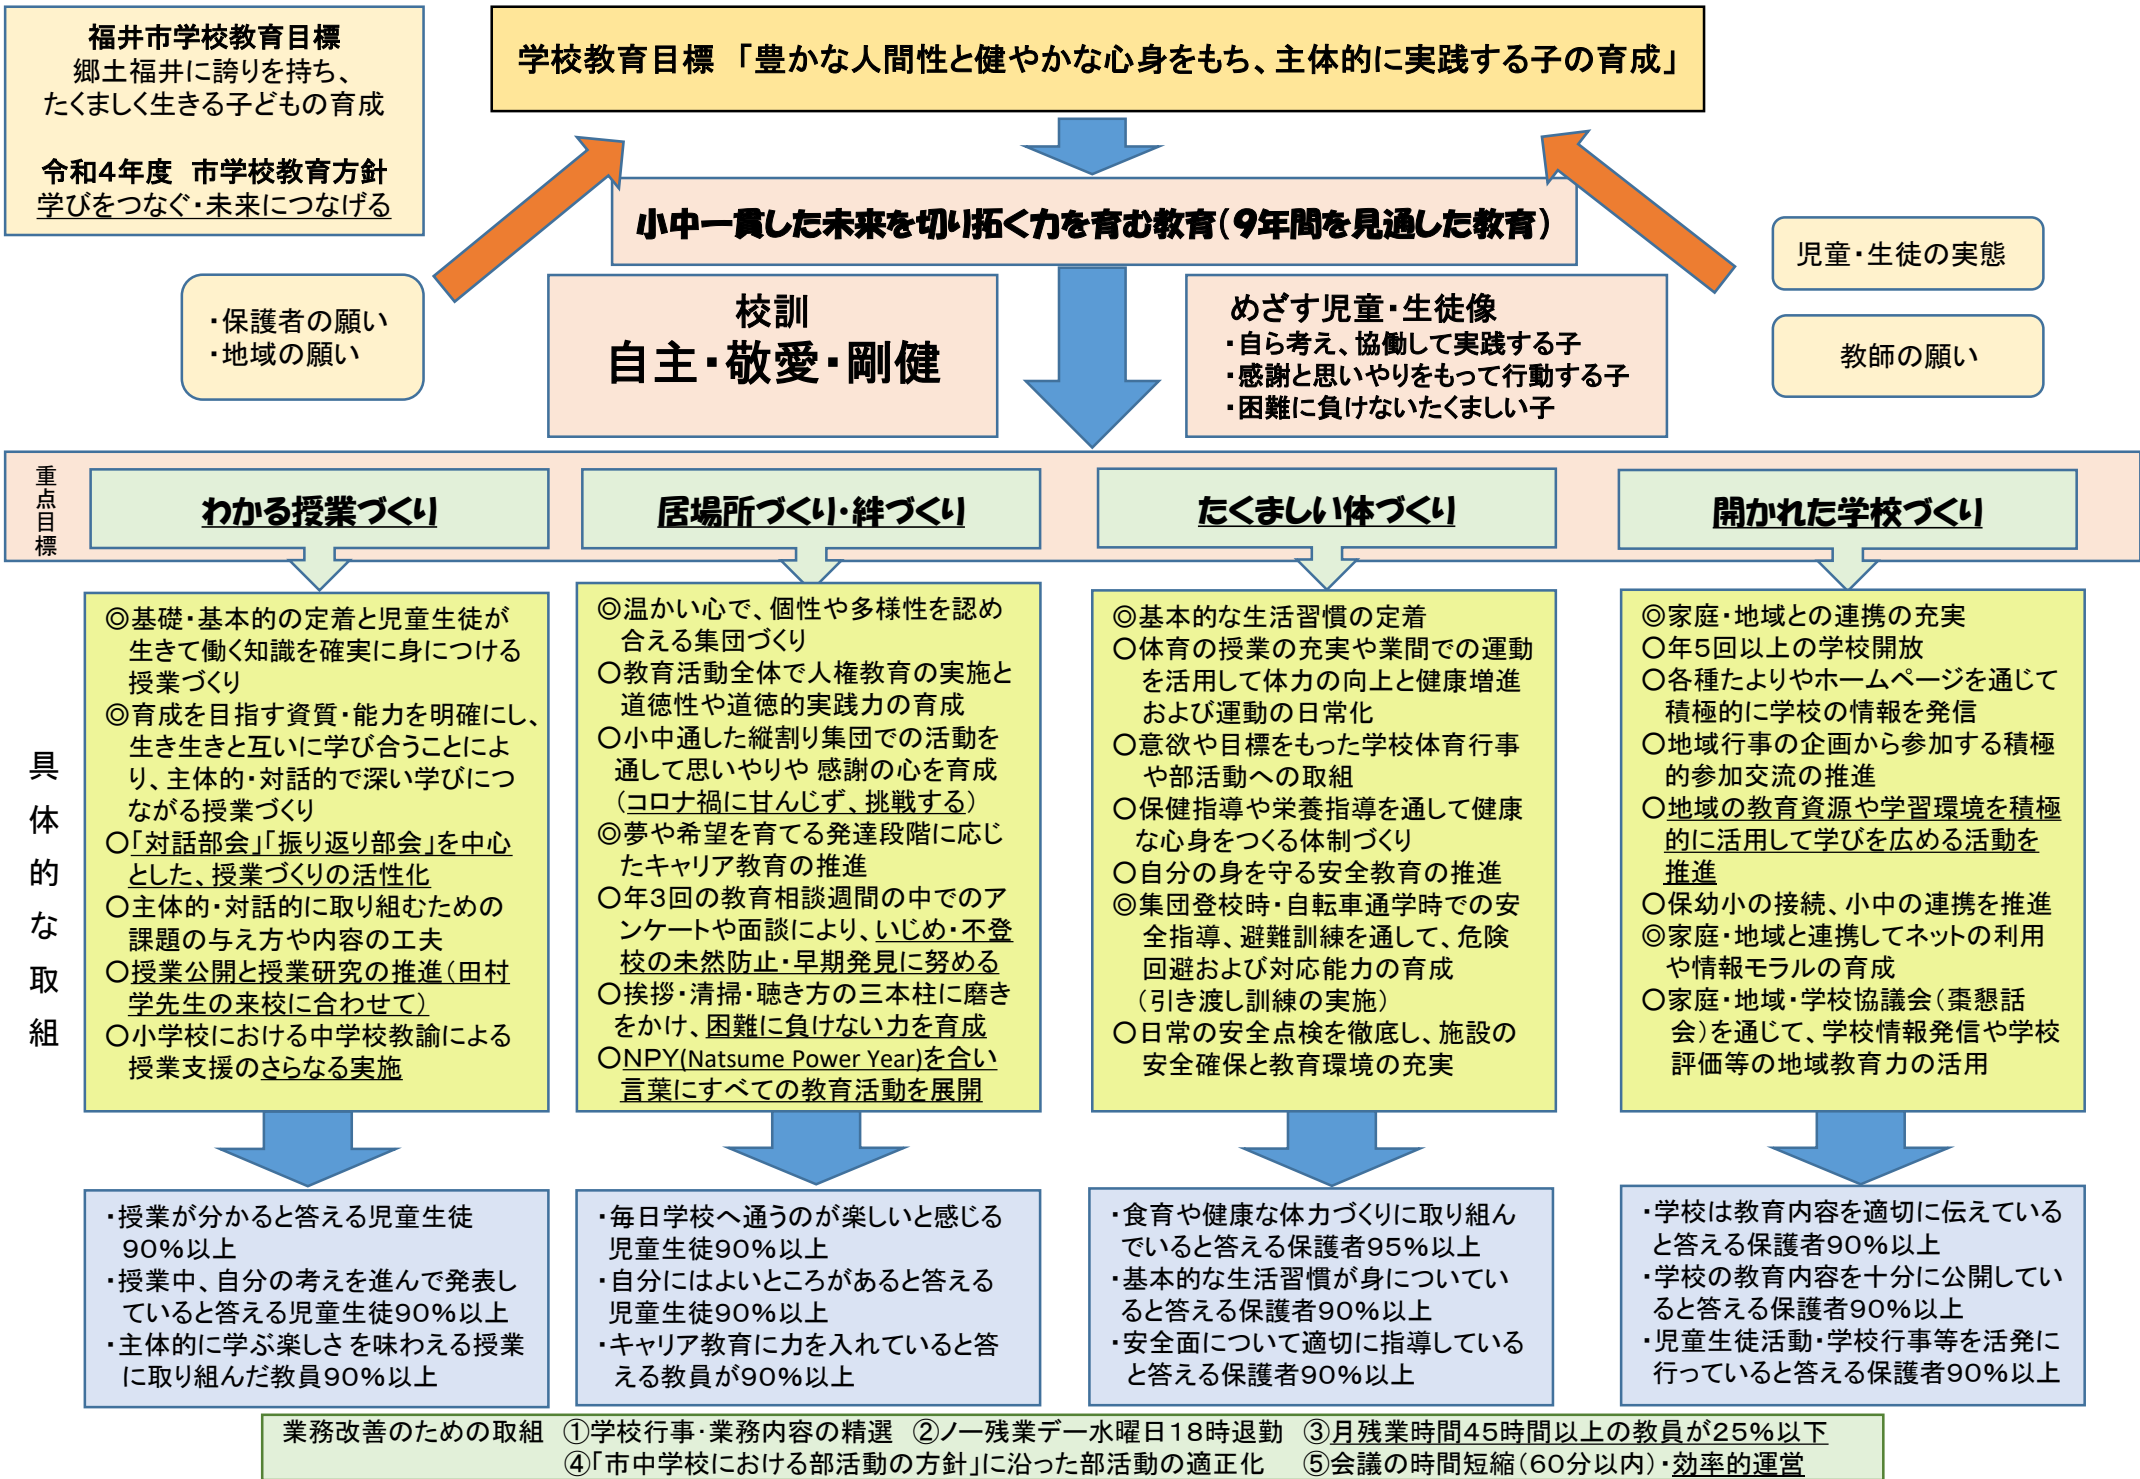 福井市学校教育目標
郷土福井に誇りを持ち、
たくましく生きる子どもの育成
令和4年度 市学校教育方針
学びをつなぐ・未来につなげる
学校教育目標 「豊かな人間性と健やかな心身をもち、主体的に実践する子の育成」
小中一貫した未来を切り拓く力を育む教育(9年間を見通した教育)
・保護者の願い
・地域の願い
校訓
自主・敬愛・剛健
めざす児童・生徒像
・自ら考え、協働して実践する子
・感謝と思いやりをもって行動する子
・困難に負けないたくましい子
児童・生徒の実態
教師の願い
重点目標
わかる授業づくり
居場所づくり・絆づくり
たくましい体づくり
開かれた学校づくり
具体的な取組
◎基礎・基本的の定着と児童生徒が
生きて働く知識を確実に身につける
授業づくり
◎育成を目指す資質・能力を明確にし、
生き生きと互いに学び合うことによ
り、主体的・対話的で深い学びにつ
ながる授業づくり
○「対話部会」「振り返り部会」を中心
とした、授業づくりの活性化
○主体的・対話的に取り組むための
課題の与え方や内容の工夫
○授業公開と授業研究の推進(田村
学先生の来校に合わせて)
○小学校における中学校教諭による
授業支援のさらなる実施
◎温かい心で、個性や多様性を認め
合える集団づくり
○教育活動全体で人権教育の実施と
道徳性や道徳的実践力の育成
○小中通した縦割り集団での活動を
通して思いやりや 感謝の心を育成
(コロナ禍に甘んじず、挑戦する)
◎夢や希望を育てる発達段階に応じ
たキャリア教育の推進
○年3回の教育相談週間の中でのア
ンケートや面談により、いじめ・不登
校の未然防止・早期発見に努める
○挨拶・清掃・聴き方の三本柱に磨き
をかけ、困難に負けない力を育成
○NPY(Natsume Power Year)を合い
言葉にすべての教育活動を展開
◎基本的な生活習慣の定着
○体育の授業の充実や業間での運動
を活用して体力の向上と健康増進
および運動の日常化
○意欲や目標をもった学校体育行事
や部活動への取組
○保健指導や栄養指導を通して健康
な心身をつくる体制づくり
○自分の身を守る安全教育の推進
◎集団登校時・自転車通学時での安
全指導、避難訓練を通して、危険
回避および対応能力の育成
(引き渡し訓練の実施)
○日常の安全点検を徹底し、施設の
安全確保と教育環境の充実
◎家庭・地域との連携の充実
○年5回以上の学校開放
○各種たよりやホームページを通じて
積極的に学校の情報を発信
○地域行事の企画から参加する積極
的参加交流の推進
○地域の教育資源や学習環境を積極
的に活用して学びを広める活動を
推進
○保幼小の接続、小中の連携を推進
◎家庭・地域と連携してネットの利用
や情報モラルの育成
○家庭・地域・学校協議会(棗懇話
会)を通じて、学校情報発信や学校
評価等の地域教育力の活用
・授業が分かると答える児童生徒
90%以上
・授業中、自分の考えを進んで発表し
ていると答える児童生徒90%以上
・主体的に学ぶ楽しさを味わえる授業
に取り組んだ教員90%以上
・毎日学校へ通うのが楽しいと感じる
児童生徒90%以上
・自分にはよいところがあると答える
児童生徒90%以上
・キャリア教育に力を入れていると答
える教員が90%以上
・食育や健康な体力づくりに取り組ん
でいると答える保護者95%以上
・基本的な生活習慣が身についてい
ると答える保護者90%以上
・安全面について適切に指導している
と答える保護者90%以上
・学校は教育内容を適切に伝えている
と答える保護者90%以上
・学校の教育内容を十分に公開してい
ると答える保護者90%以上
・児童生徒活動・学校行事等を活発に
行っていると答える保護者90%以上
業務改善のための取組 ①学校行事・業務内容の精選 ②ノー残業デー水曜日18時退勤 ③月残業時間45時間以上の教員が25%以下
④「市中学校における部活動の方針」に沿った部活動の適正化 ⑤会議の時間短縮(60分以内)・効率的運営